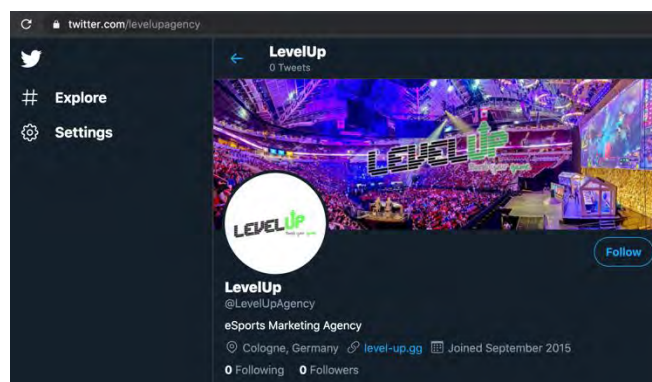 twitter.com/levelupagency
LevelUp
0 Tweets
Explore
Settings
LEVELUP
LEVELUP
Follow
LevelUp
@LevelUpAgency
eSports Marketing Agency
Cologne, Germany level-up.gg Joined September 2015
0 Following 0 Followers